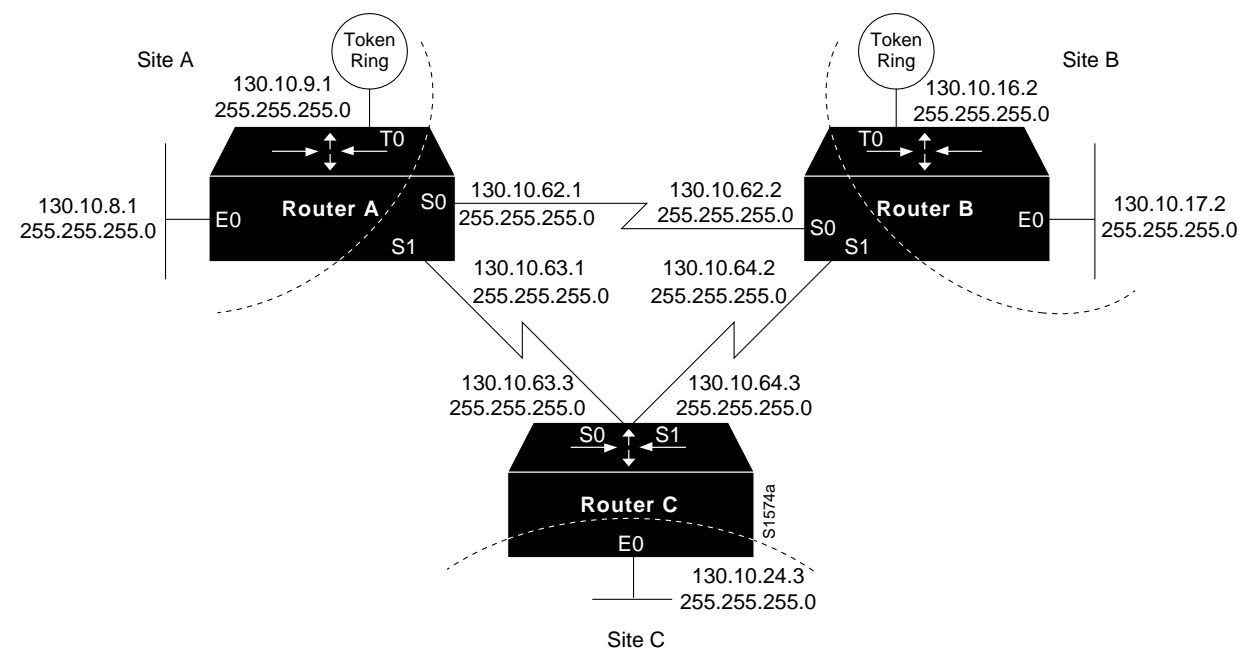 Site A
Token
Ring
130.10.9.1
255.255.255.0
T0
130.10.8.1
255.255.255.0
E0
Router A
S0
S1
130.10.62.1
255.255.255.0
130.10.62.2
255.255.255.0
Token
Ring
Site B
130.10.16.2
255.255.255.0
T0
S0
Router B
E0
S1
130.10.17.2
255.255.255.0
130.10.63.1
255.255.255.0
130.10.64.2
255.255.255.0
130.10.63.3
255.255.255.0
130.10.64.3
255.255.255.0
S0
S1
Router C
E0
S1574a
130.10.24.3
255.255.255.0
Site C